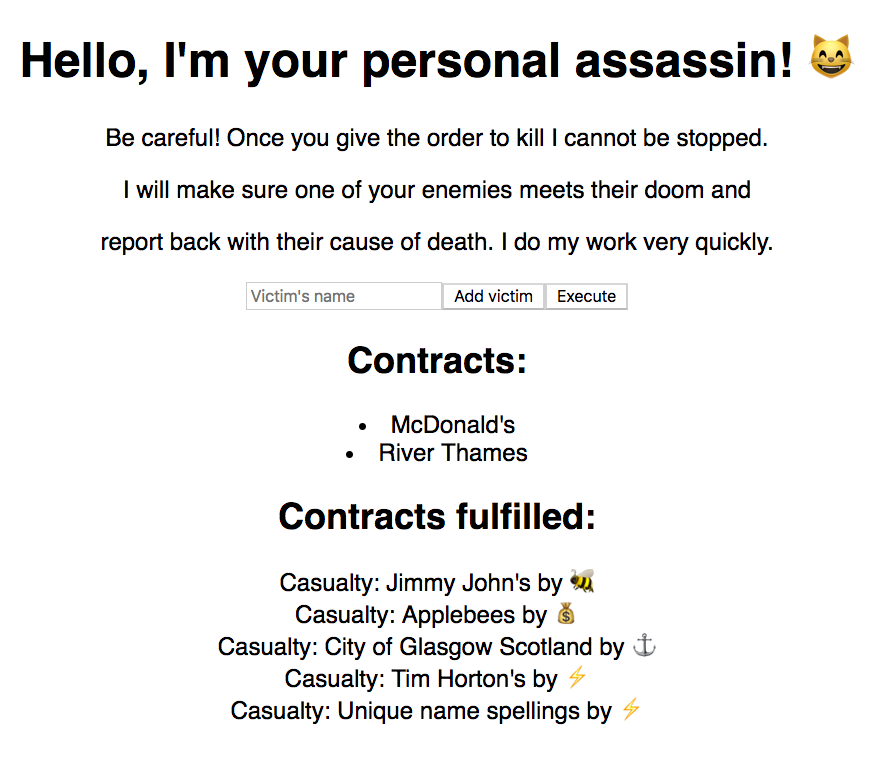 Hello, I'm your personal assassin! 😸
Be careful! Once you give the order to kill I cannot be stopped.
I will make sure one of your enemies meets their doom and
report back with their cause of death. I do my work very quickly.
Victim's name Add victim Execute
Contracts:
• McDonald's
• River Thames
Contracts fulfilled:
Casualty: Jimmy John's by 🐝
Casualty: Applebees by 💰
Casualty: City of Glasgow Scotland by ⚓
Casualty: Tim Horton's by ⚡
Casualty: Unique name spellings by ⚡